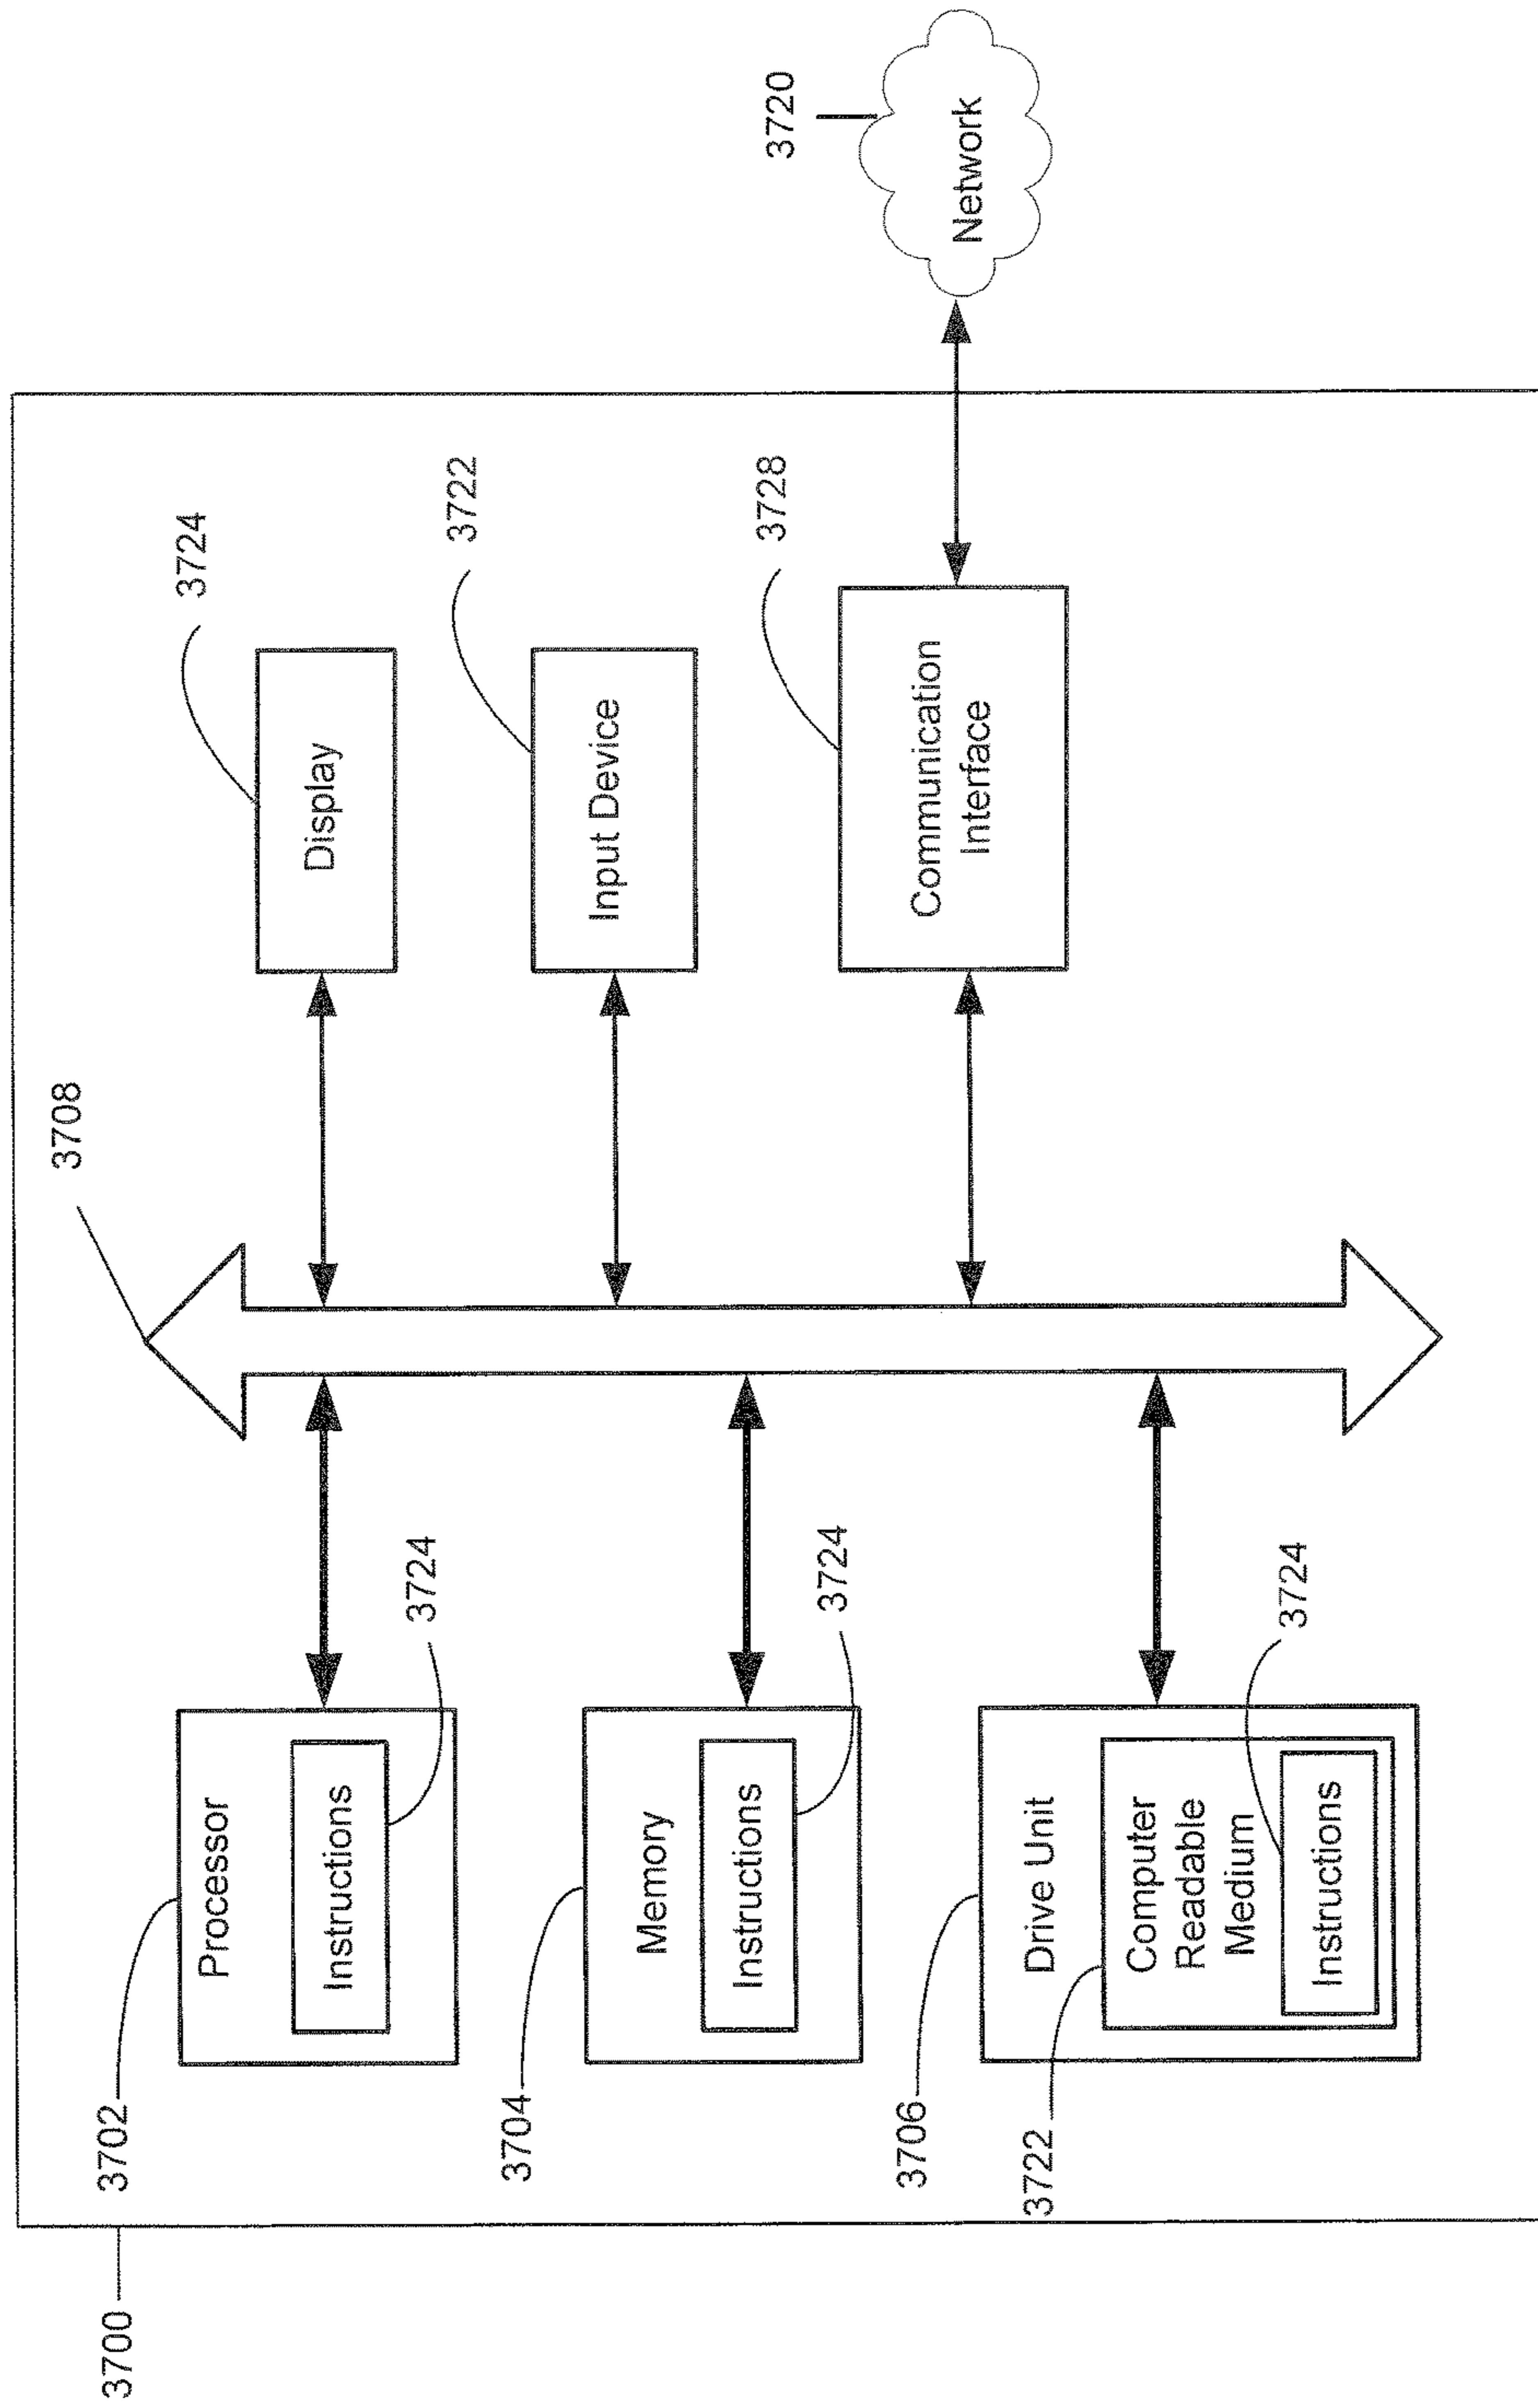 3700
3702
Processor
Instructions
3724
3704
Memory
Instructions
3724
3706
Drive Unit
3722
Computer
Readable
Medium
Instructions
3724
3708
Display
3724
Input Device
3722
Communication
Interface
3728
Network
3720